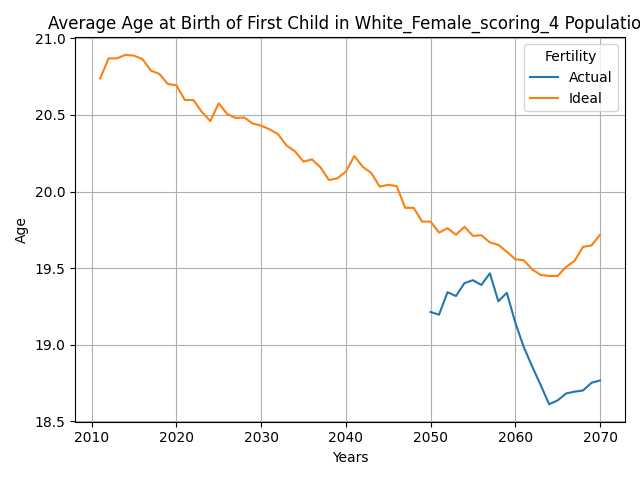 Average Age at Birth of First Child in White_Female_scoring_4 Populatio
21.0
20.5
20.0
19.5
19.0
18.5
Age
Fertility
Actual
Ideal
2010 2020 2030 2040 2050 2060 2070
Years